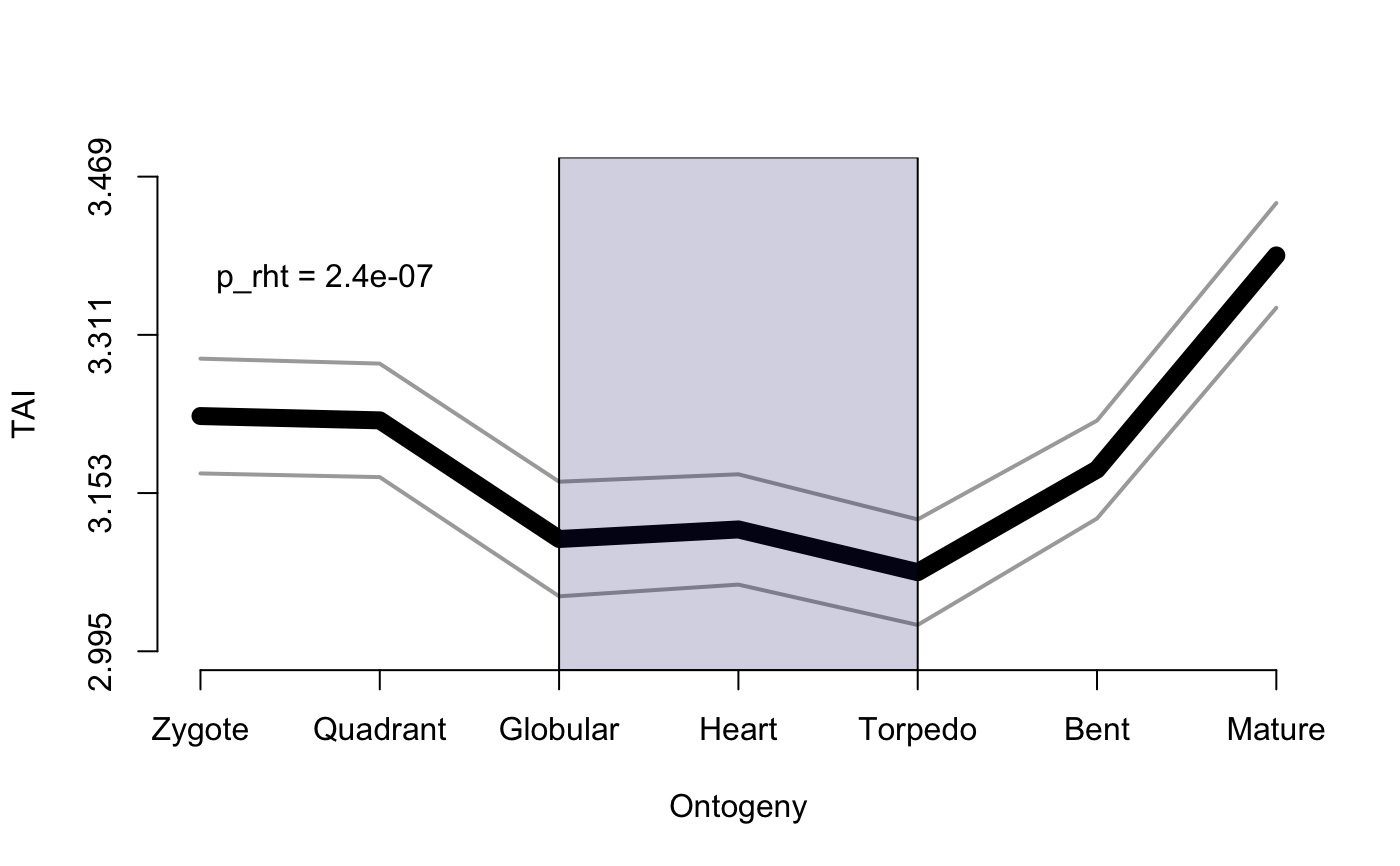 3.469
3.311
3.153
2.995
TAI
p_rht = 2.4e-07
Zygote Quadrant Globular Heart Torpedo Bent Mature
Ontogeny